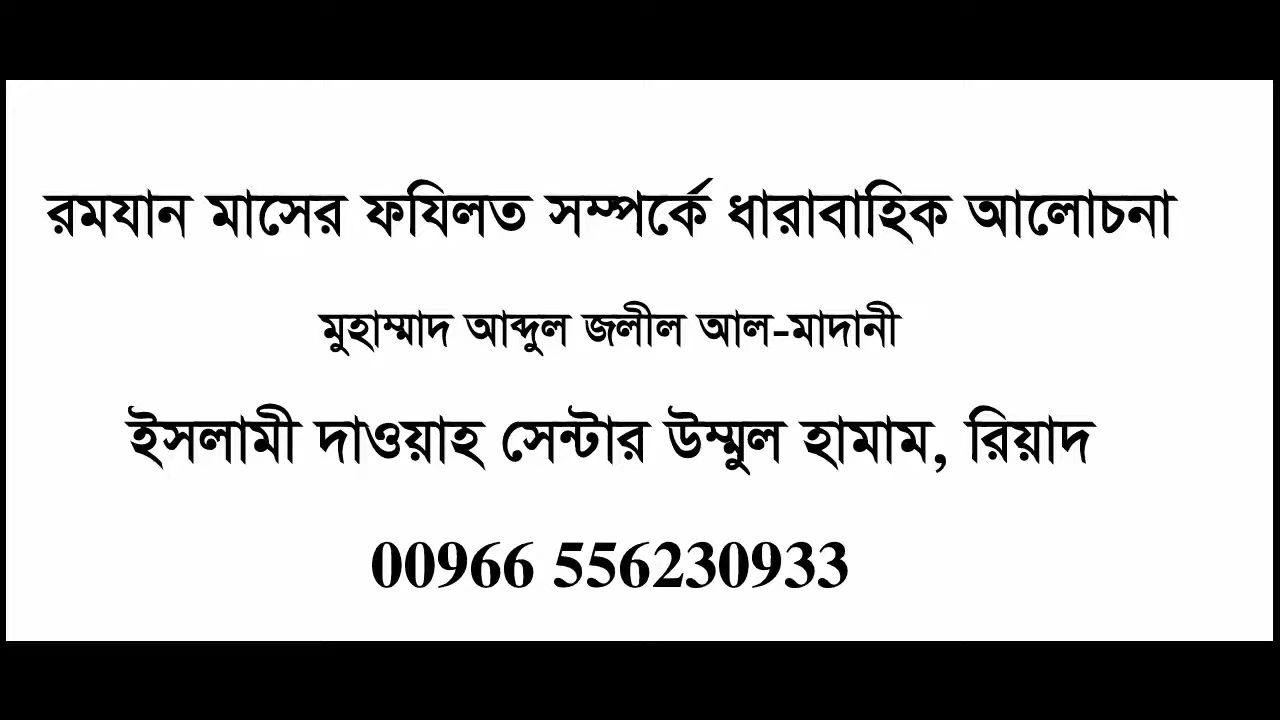 রমযান মাসের ফযিলত সম্পর্কে ধারাবাহিক আলোচনা
মুহাম্মাদ আব্দুল জলীল আল-মাদানী
ইসলামী দাওয়াহ সেন্টার উম্মুল হামাম, রিয়াদ
00966 556230933